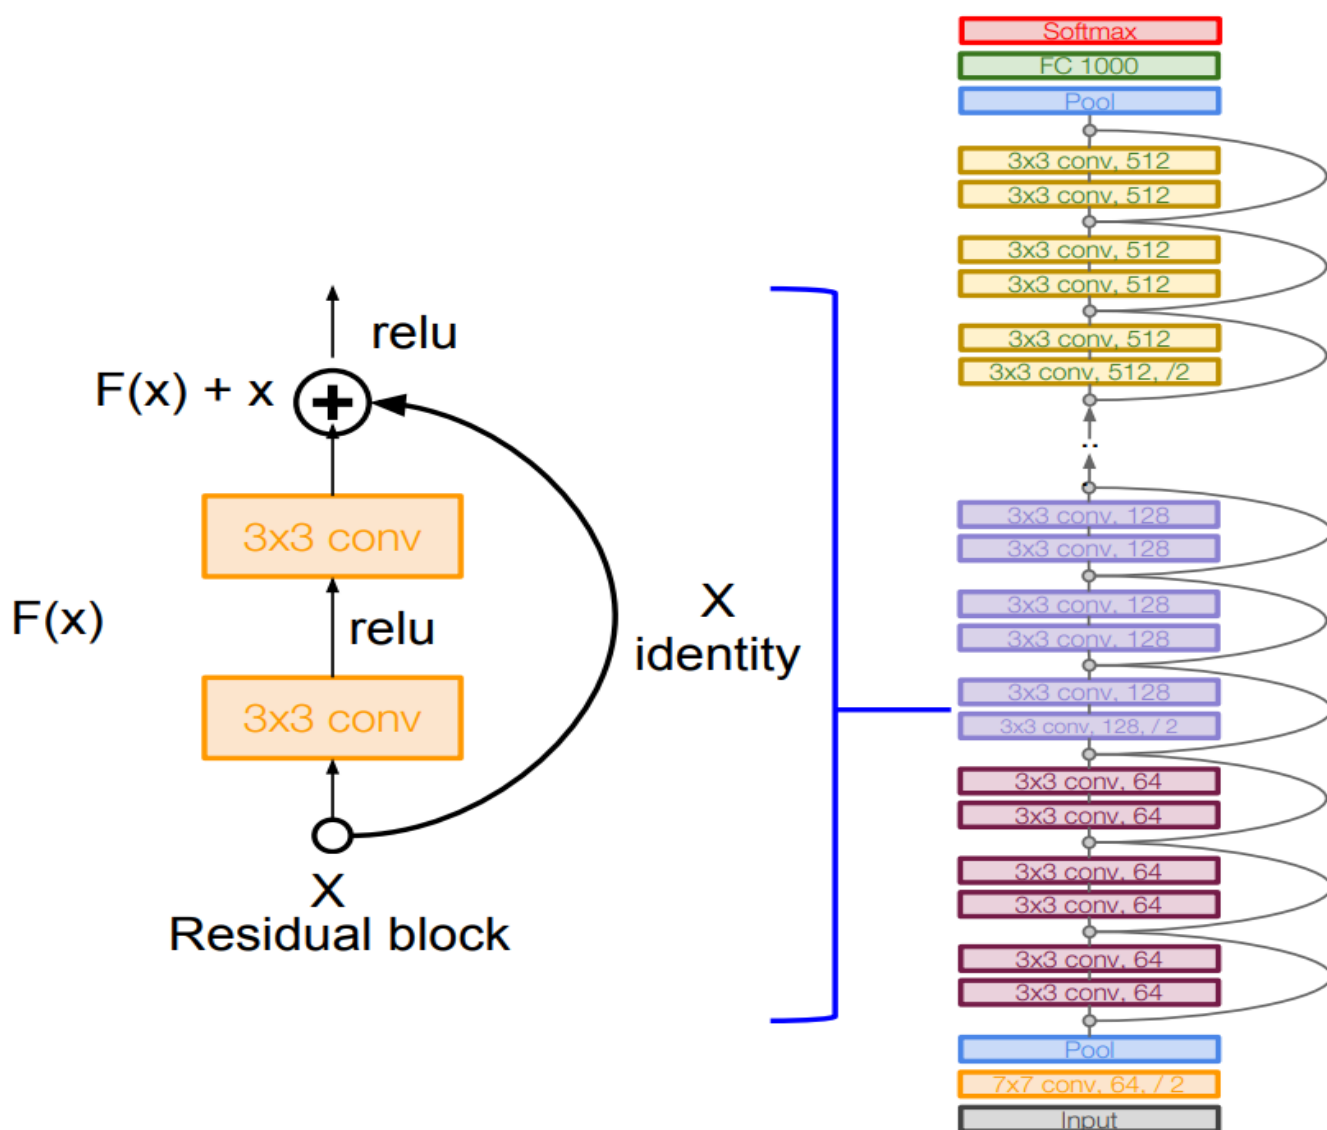 relu
F(x) + x
3x3 conv
relu
F(x)
3x3 conv
X
identity
X
Residual block
Softmax
FC 1000
Pool
3x3 conv, 512
3x3 conv, 512
3x3 conv, 512
3x3 conv, 512
3x3 conv, 512
3x3 conv, 512, /2
..
3x3 conv, 128
3x3 conv, 128
3x3 conv, 128
3x3 conv, 128
3x3 conv, 128
3x3 conv, 128, / 2
3x3 conv, 64
3x3 conv, 64
3x3 conv, 64
3x3 conv, 64
3x3 conv, 64
3x3 conv, 64
Pool
7x7 conv, 64, / 2
Input